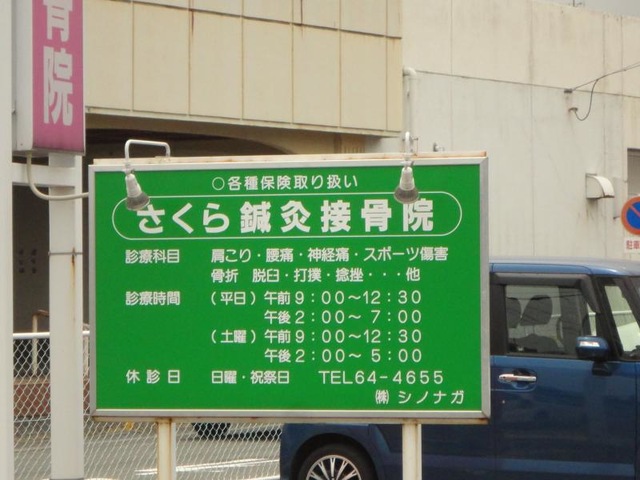 骨院
○各種保険取り扱い
さくら鍼灸接骨院
診療科目 肩こり・腰痛・神経痛・スポーツ傷害
骨折 脱臼・打撲・捻挫・・・他
診療時間 (平日) 午前 9：00～12：30
午後 2：00～ 7：00
(土曜) 午前 9：00～12：30
午後 2：00～ 5：00
休診日 日曜・祝祭日 TEL64-4655
㈱ シノナガ